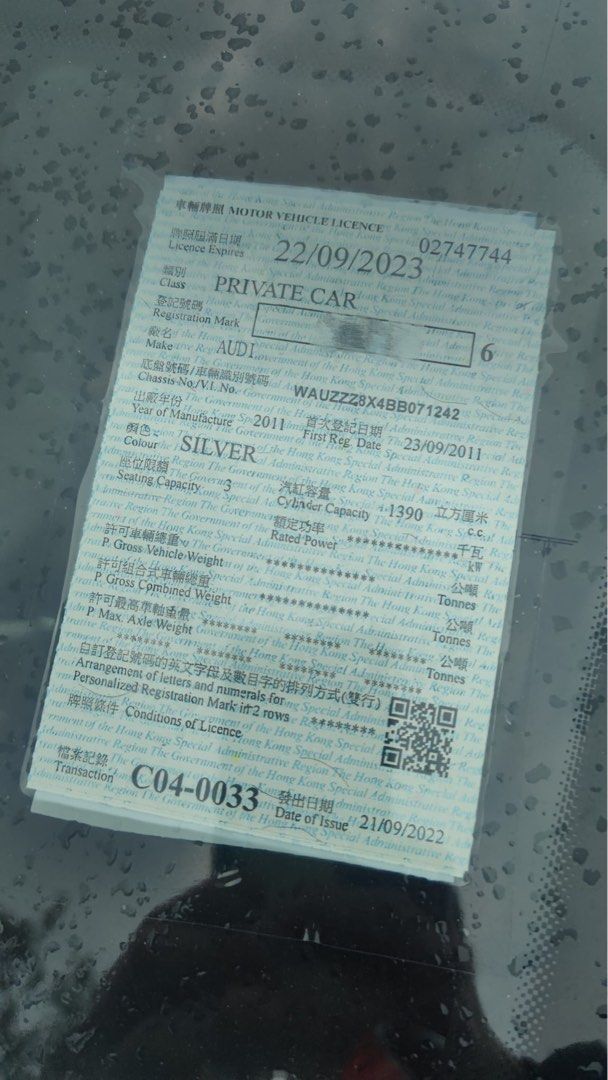 車輛牌照 MOTOR VEHICLE LICENCE
02747744
牌照屆滿日期
Licence Expires 22/09/2023
類別
Class PRIVATE CAR
登記號碼
Registration Mark 6
廠名
Make AUDI
底盤號碼/車輛識別號碼
Chassis No./V.I. No. WAUZZZ8X4BB071242
出廠年份 首次登記日期
Year of Manufacture 2011 First Reg. Date 23/09/2011
顏色
Colour SILVER
座位限額 汽缸容量 立方厘米
Seating Capacity 3 Cylinder Capacity 1390 c.c.
額定功率 千瓦
Rated Power ************** kW
許可車輛總重 公噸
P. Gross Vehicle Weight ************** Tonnes
許可組合式車輛總重 公噸
P. Gross Combined Weight ************** Tonnes
許可最高車軸重量 公噸
P. Max. Axle Weight ******** ******** ******** Tonnes
******** ******** ******** ********
自訂登記號碼的英文字母及數目字的排列方式(雙行)
Arrangement of letters and numerals for
Personalized Registration Mark in 2 rows ********
牌照條件 Conditions of Licence
檔案記錄 發出日期
Transaction C04-0033 Date of Issue 21/09/2022